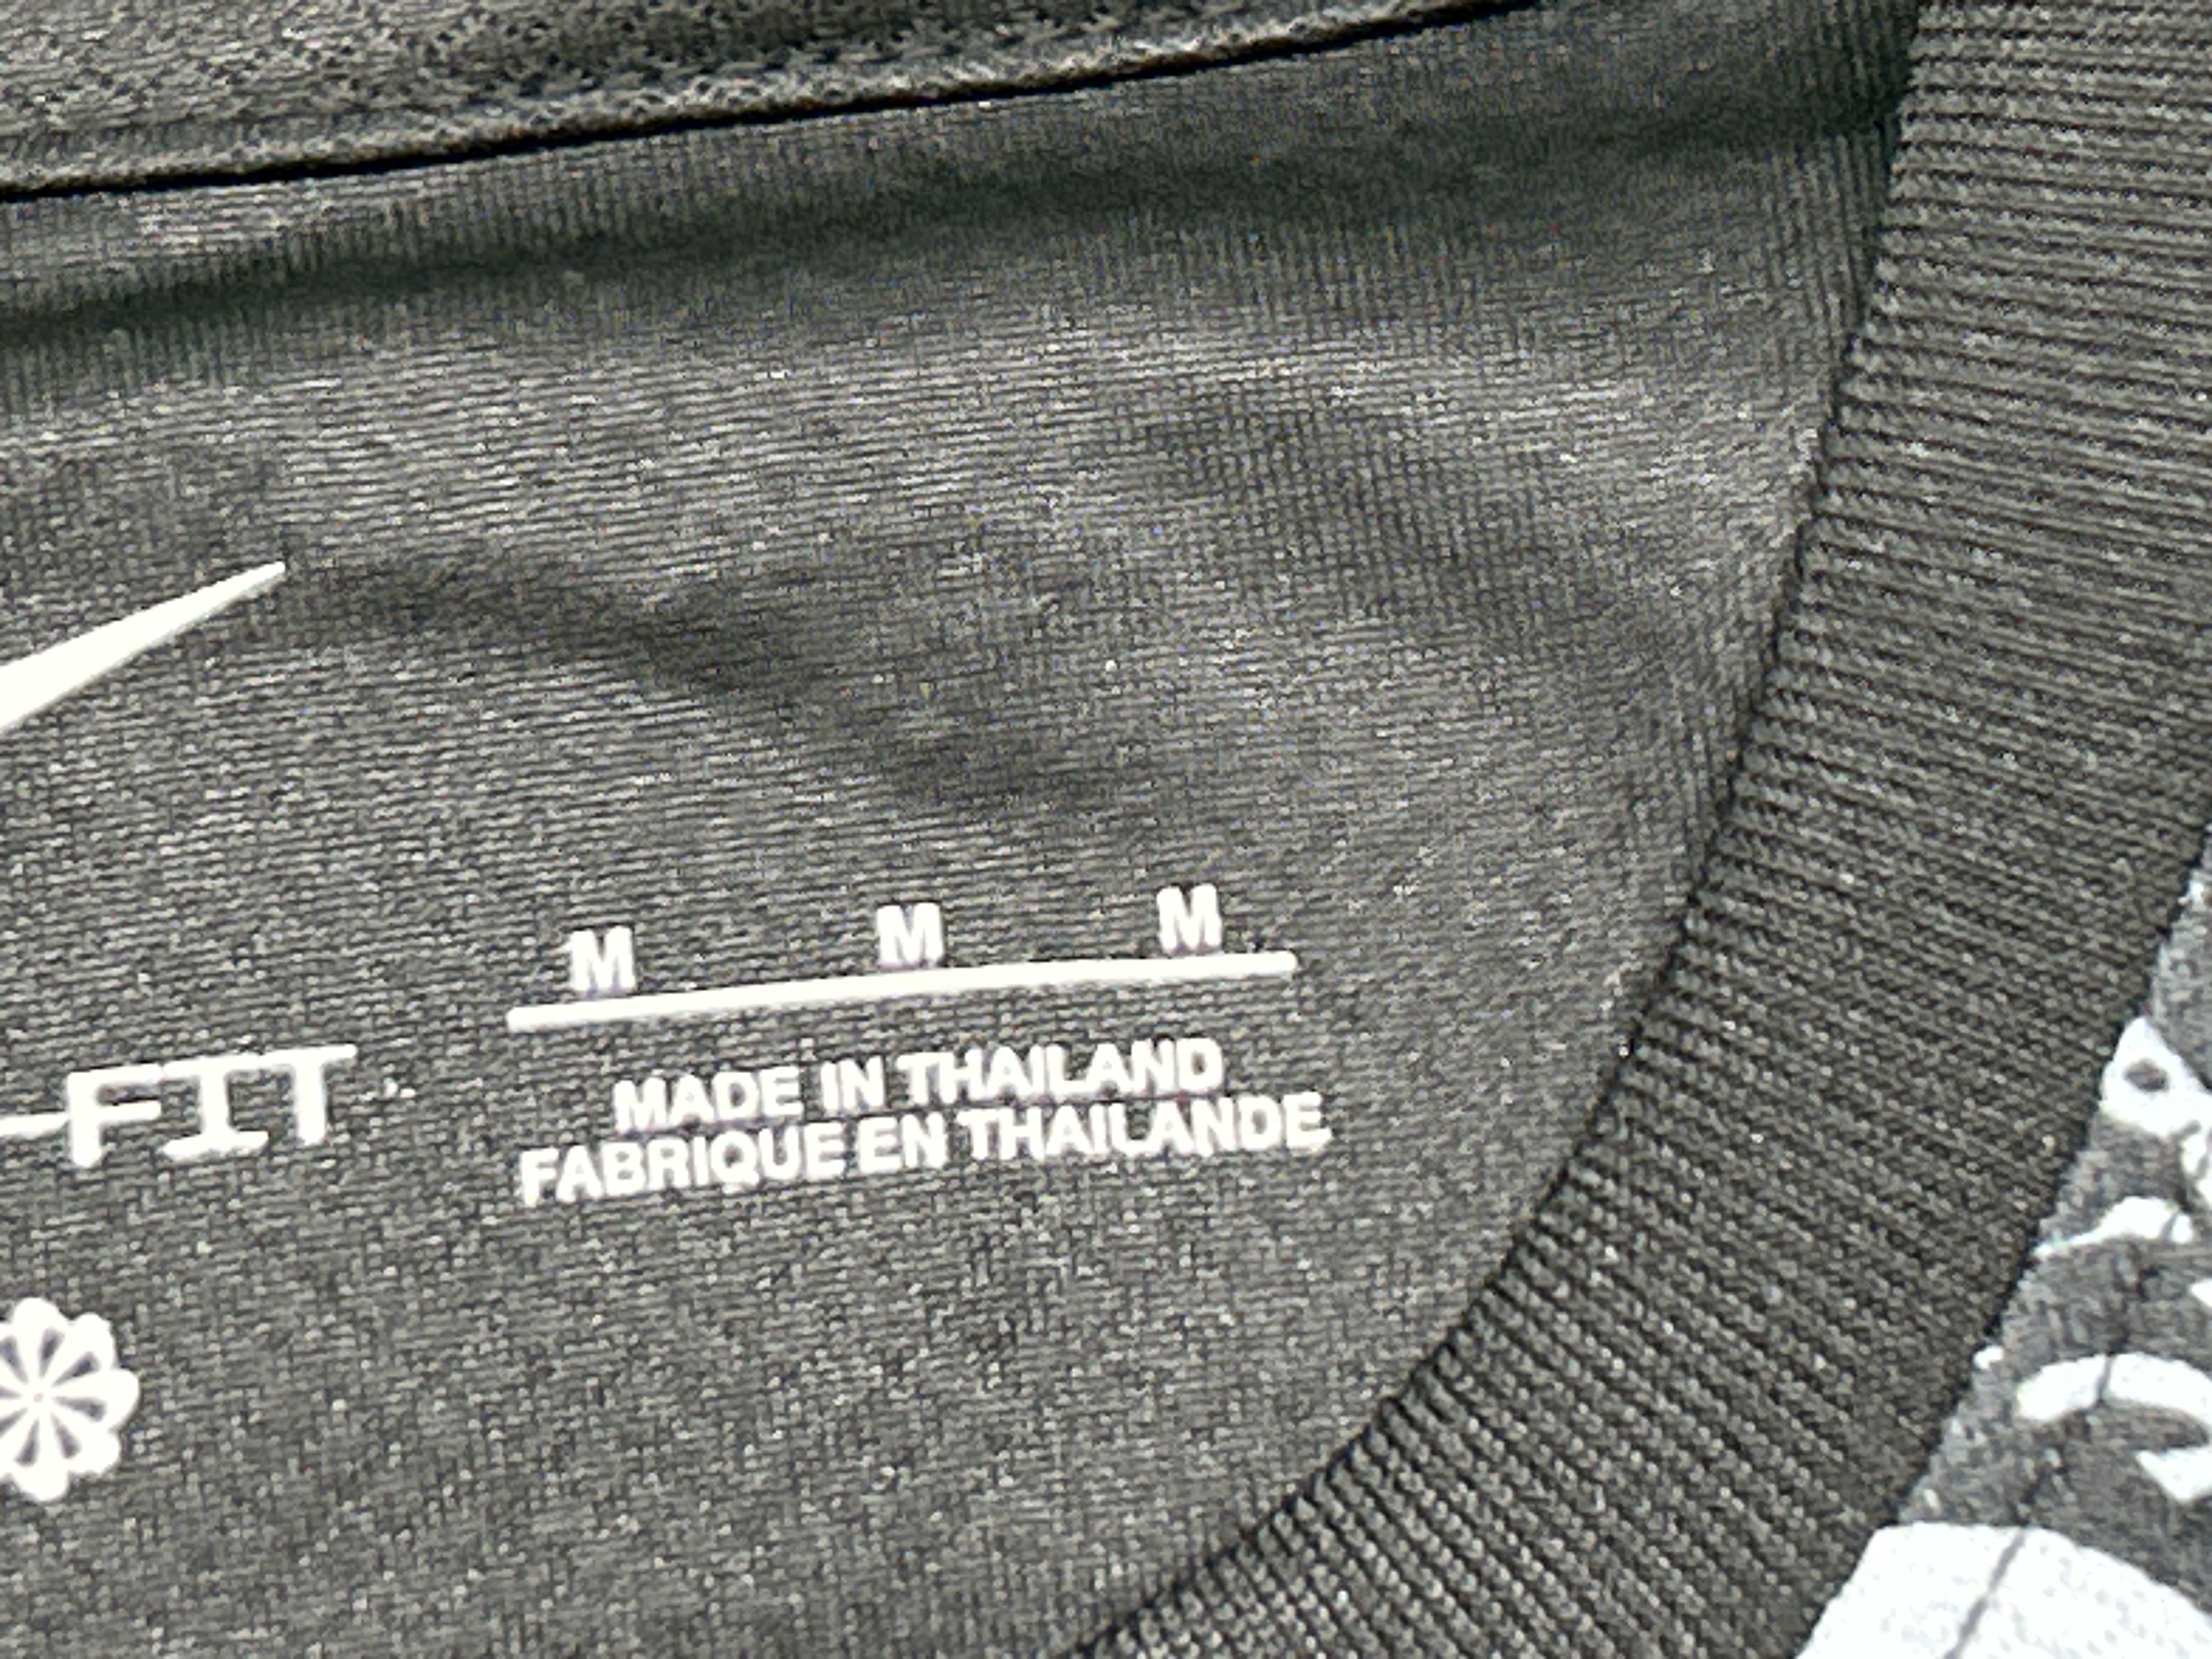 M M M
-FIT
MADE IN THAILAND
FABRIQUE EN THAILANDE